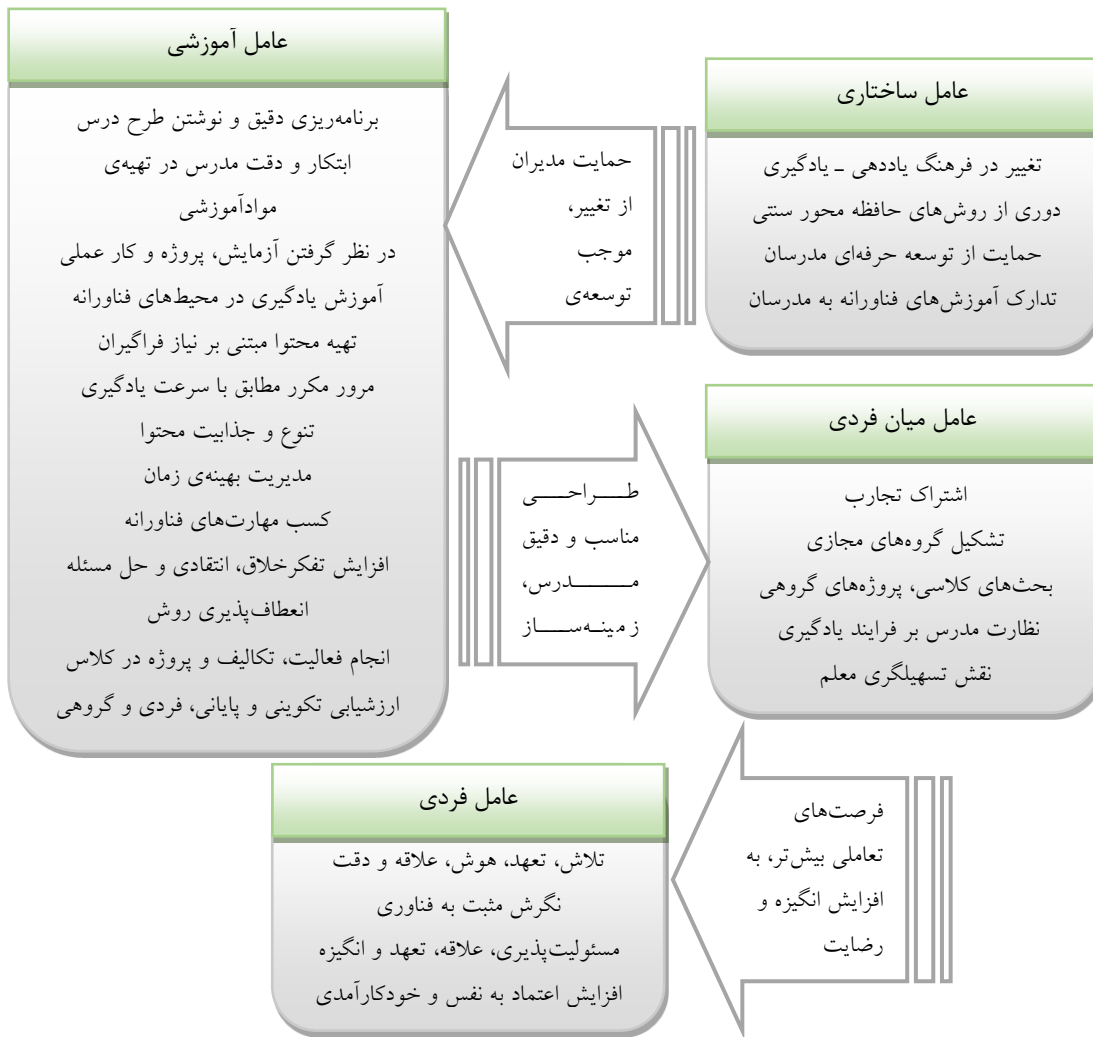 عامل ساختاری
تغییر در فرهنگ یاددهی ـ یادگیری
دوری از روش‌های حافظه محور سنتی
حمایت از توسعه حرفه‌ای مدرسان
تدارک آموزش‌های فناورانه به مدرسان
حمایت مدیران
از تغییر،
موجب
توسعه‌ی
عامل آموزشی
برنامه‌ریزی دقیق و نوشتن طرح درس
ابتکار و دقت مدرس در تهیه‌ی
موادآموزشی
در نظر گرفتن آزمایش، پروژه و کار عملی
آموزش یادگیری در محیط‌های فناورانه
تهیه محتوا مبتنی بر نیاز فراگیران
مرور مکرر مطابق با سرعت یادگیری
تنوع و جذابیت محتوا
مدیریت بهینه‌ی زمان
کسب مهارت‌های فناورانه
افزایش تفکرخلاق، انتقادی و حل مسئله
انعطاف‌پذیری روش
انجام فعالیت، تکالیف و پروژه در کلاس
ارزشیابی تکوینی و پایانی، فردی و گروهی
طـــراحـــی
مناسب و دقیق
مـــــدرس،
زمینه‌ســـاز
عامل میان فردی
اشتراک تجارب
تشکیل گروه‌های مجازی
بحث‌های کلاسی، پروژه‌های گروهی
نظارت مدرس بر فرایند یادگیری
نقش تسهیلگری معلم
فرصت‌های
تعاملی بیش‌تر، به
افزایش انگیزه و
رضایت
عامل فردی
تلاش، تعهد، هوش، علاقه و دقت
نگرش مثبت به فناوری
مسئولیت‌پذیری، علاقه، تعهد و انگیزه
افزایش اعتماد به نفس و خودکارآمدی